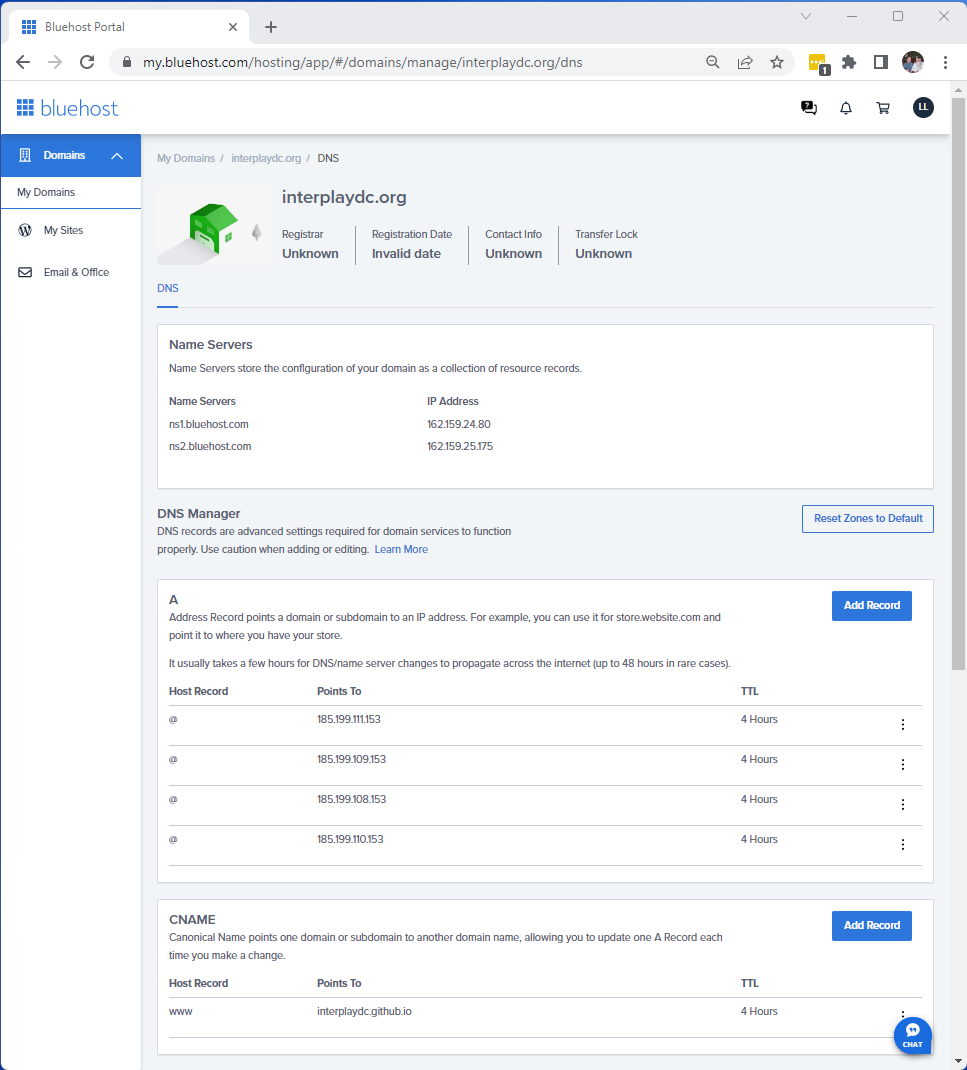 Bluehost Portal
my.bluehost.com/hosting/app/#/domains/manage/interplaydc.org/dns
1
bluehost
?
LL
Domains
My Domains
My Sites
Email & Office
My Domains / interplaydc.org / DNS
interplaydc.org
Registrar Registration Date Contact Info Transfer Lock
Unknown Invalid date Unknown Unknown
DNS
Name Servers
Name Servers store the configuration of your domain as a collection of resource records.
Name Servers IP Address
ns1.bluehost.com 162.159.24.80
ns2.bluehost.com 162.159.25.175
DNS Manager
Reset Zones to Default
DNS records are advanced settings required for domain services to function
properly. Use caution when adding or editing. Learn More
A
Add Record
Address Record points a domain or subdomain to an IP address. For example, you can use it for store.website.com and
point it to where you have your store.
It usually takes a few hours for DNS/name server changes to propagate across the internet (up to 48 hours in rare cases).
Host Record Points To TTL
@ 185.199.111.153 4 Hours
@ 185.199.109.153 4 Hours
@ 185.199.108.153 4 Hours
@ 185.199.110.153 4 Hours
CNAME
Add Record
Canonical Name points one domain or subdomain to another domain name, allowing you to update one A Record each
time you make a change.
Host Record Points To TTL
www interplaydc.github.io 4 Hours
CHAT